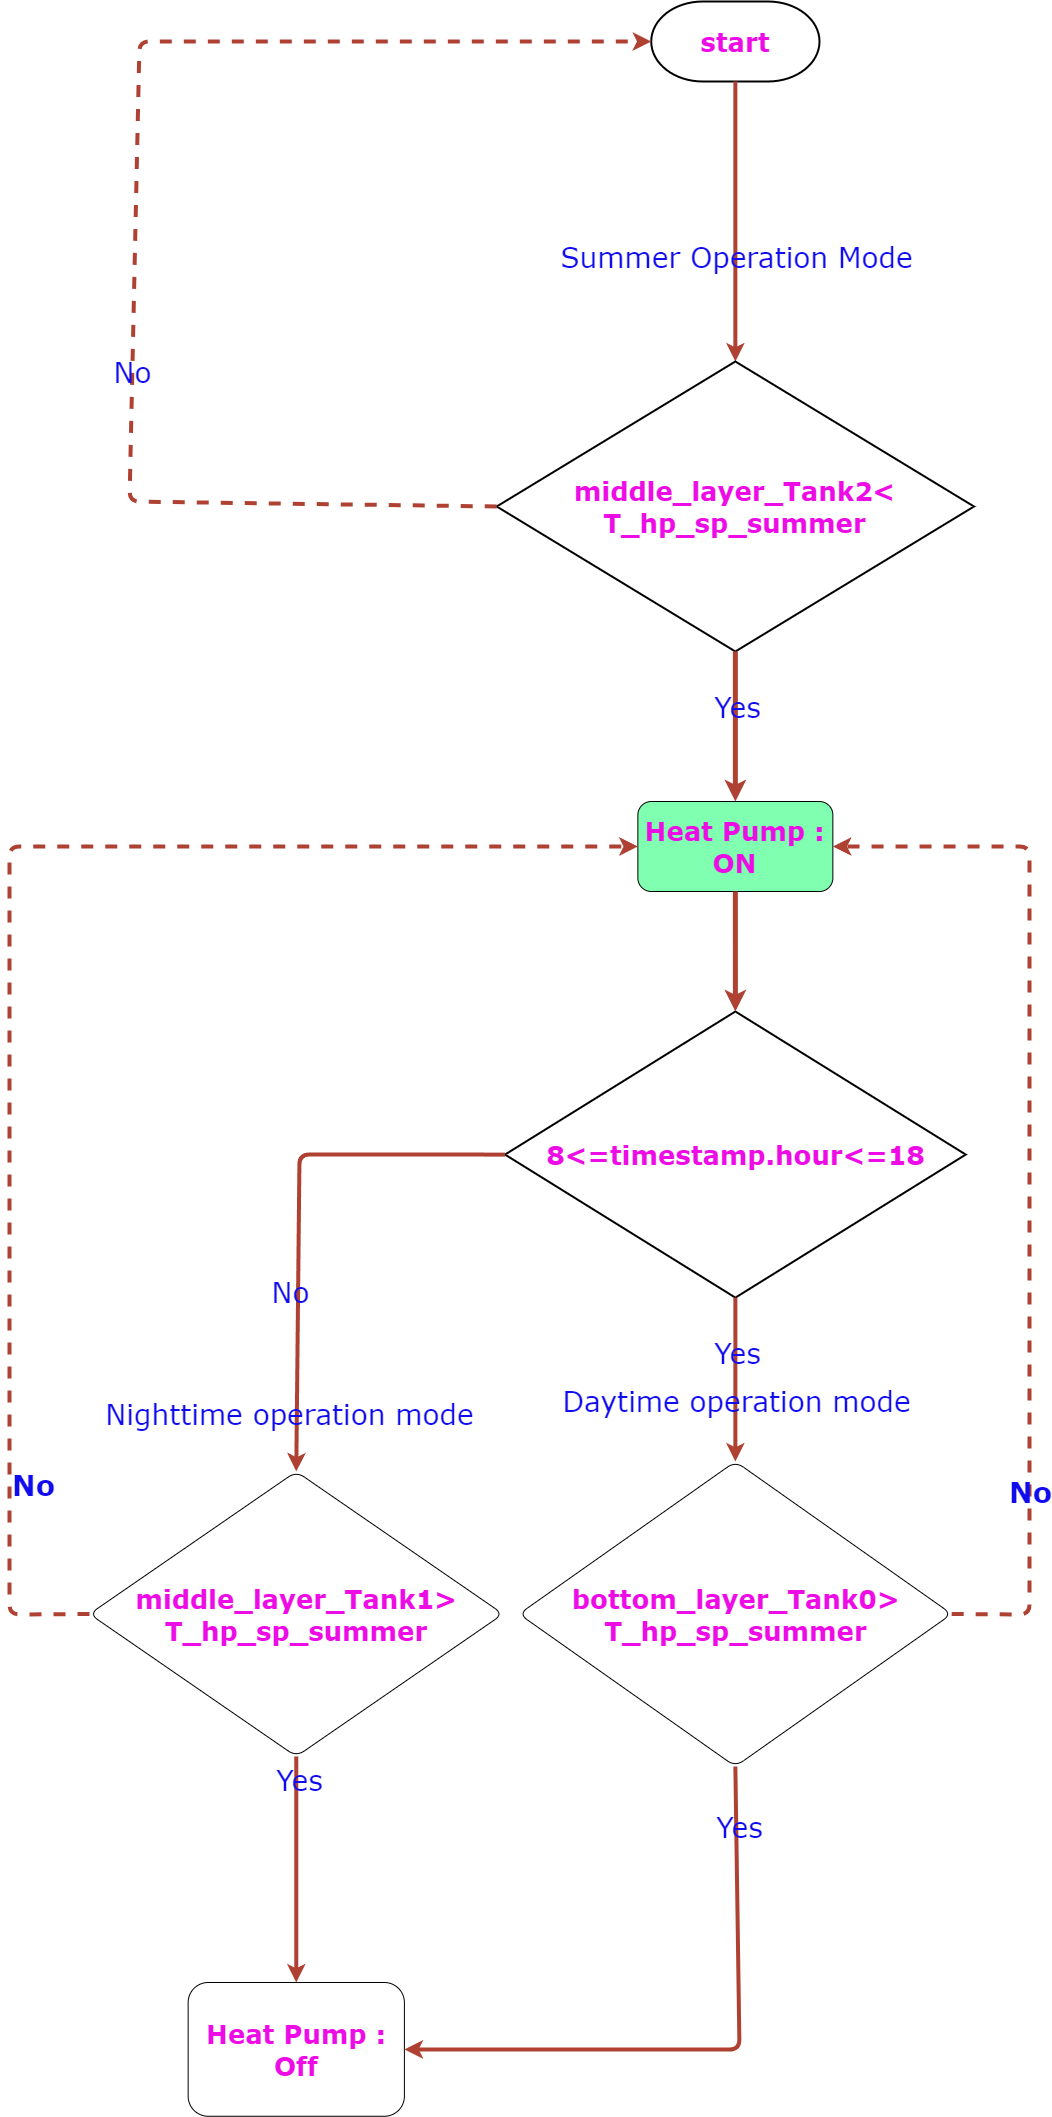 start
Summer Operation Mode
No
middle_layer_Tank2<
T_hp_sp_summer
Yes
Heat Pump :
ON
8<=timestamp.hour<=18
No
Yes
Nighttime operation mode
Daytime operation mode
No
No
middle_layer_Tank1>
T_hp_sp_summer
bottom_layer_Tank0>
T_hp_sp_summer
Yes
Yes
Heat Pump :
Off